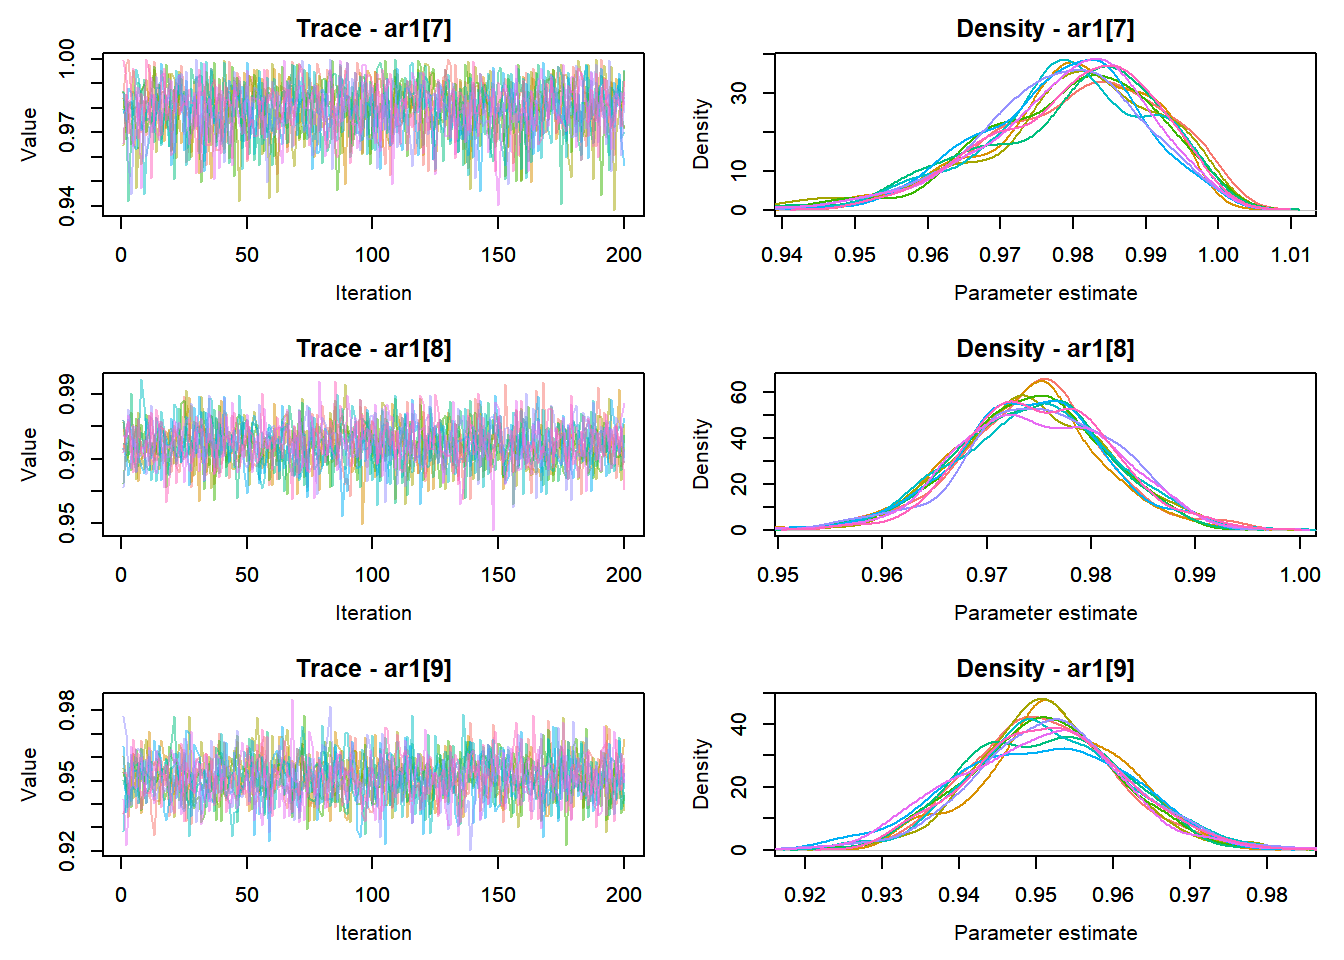 Trace - ar1[7]
Value
0.94 0.97 1.00
0 50 100 150 200
Iteration
Density - ar1[7]
Density
0 10 30
0.94 0.95 0.96 0.97 0.98 0.99 1.00 1.01
Parameter estimate
Trace - ar1[8]
Value
0.95 0.97 0.99
0 50 100 150 200
Iteration
Density - ar1[8]
Density
0 20 40 60
0.95 0.96 0.97 0.98 0.99 1.00
Parameter estimate
Trace - ar1[9]
Value
0.92 0.95 0.98
0 50 100 150 200
Iteration
Density - ar1[9]
Density
0 20 40
0.92 0.93 0.94 0.95 0.96 0.97 0.98
Parameter estimate